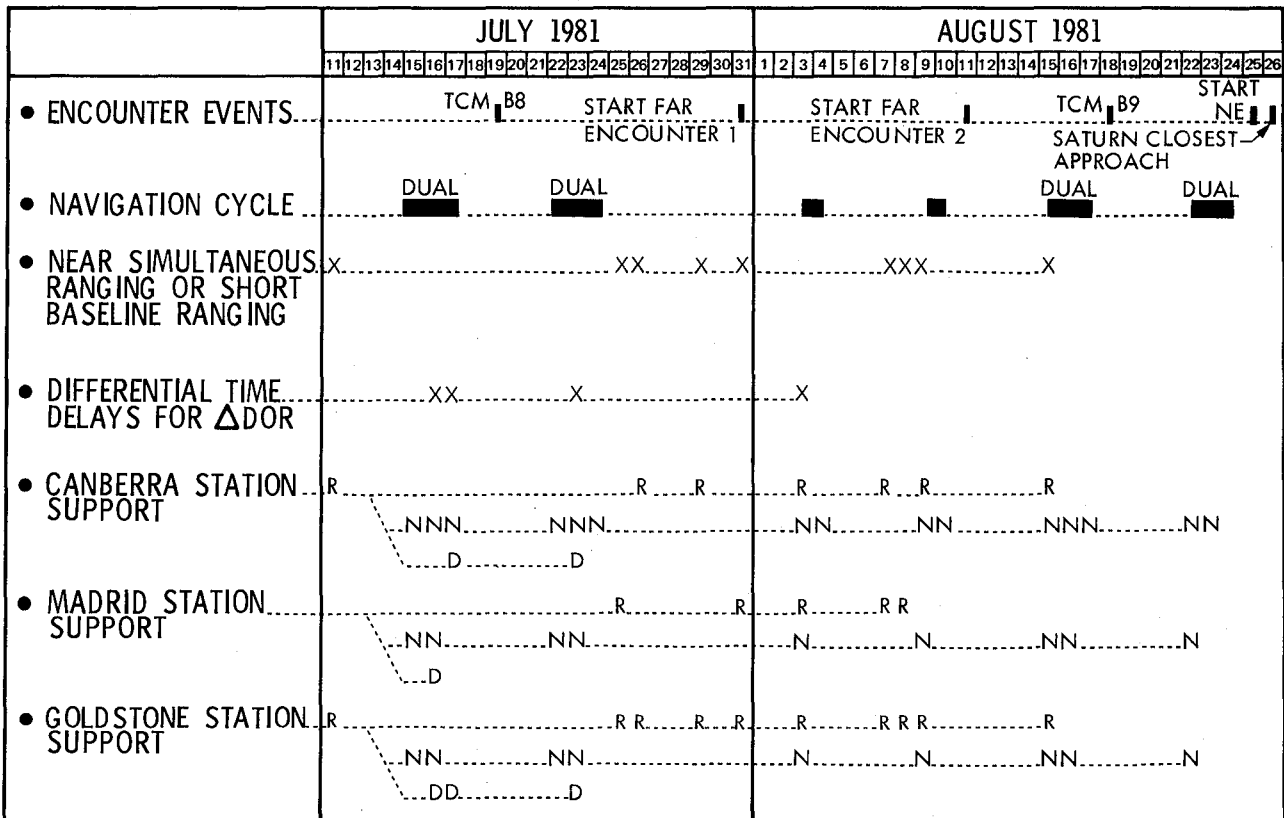 JULY 1981 AUGUST 1981
11 12 13 14 15 16 17 18 19 20 21 22 23 24 25 26 27 28 29 30 31 1 2 3 4 5 6 7 8 9 10 11 12 13 14 15 16 17 18 19 20 21 22 23 24 25 26
• ENCOUNTER EVENTS
TCM B8
START FAR
ENCOUNTER 1
START FAR
ENCOUNTER 2
TCM B9
START
NE
SATURN CLOSEST
APPROACH
• NAVIGATION CYCLE
DUAL DUAL DUAL DUAL
• NEAR SIMULTANEOUS
RANGING OR SHORT
BASELINE RANGING
X XX X X XXX X
• DIFFERENTIAL TIME
DELAYS FOR ΔDOR
XX X X
• CANBERRA STATION
SUPPORT
R R R R R R R
NNN NNN NN NN NNN NN
D D
• MADRID STATION
SUPPORT
R R R R R
NN NN N N NN N
D
• GOLDSTONE STATION
SUPPORT
R R R R R R R R R R
NN NN N N NN N
DD D